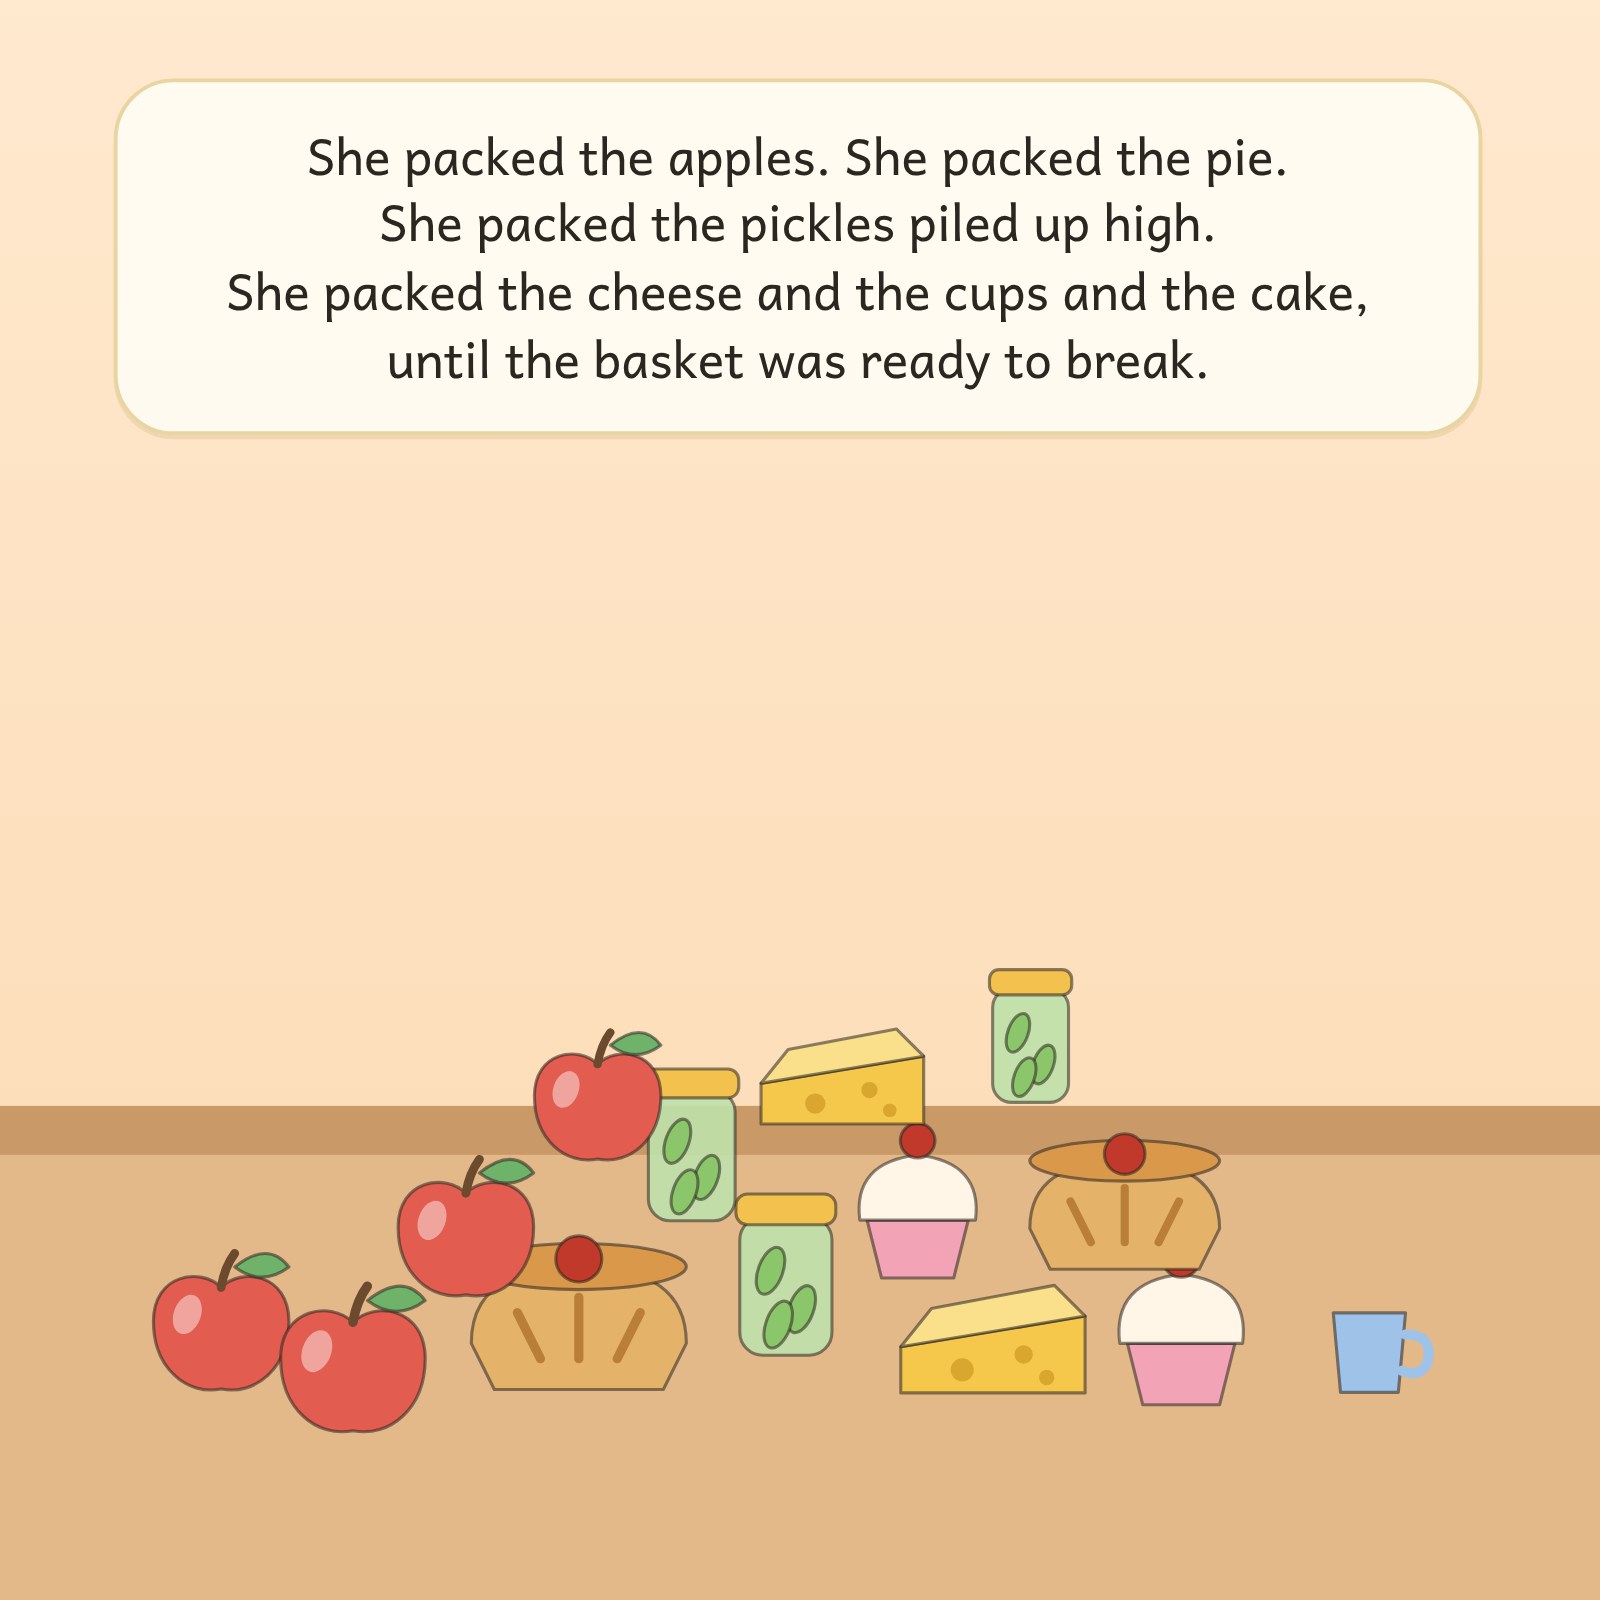 She packed the apples. She packed the pie.
She packed the pickles piled up high.
She packed the cheese and the cups and the cake,
until the basket was ready to break.